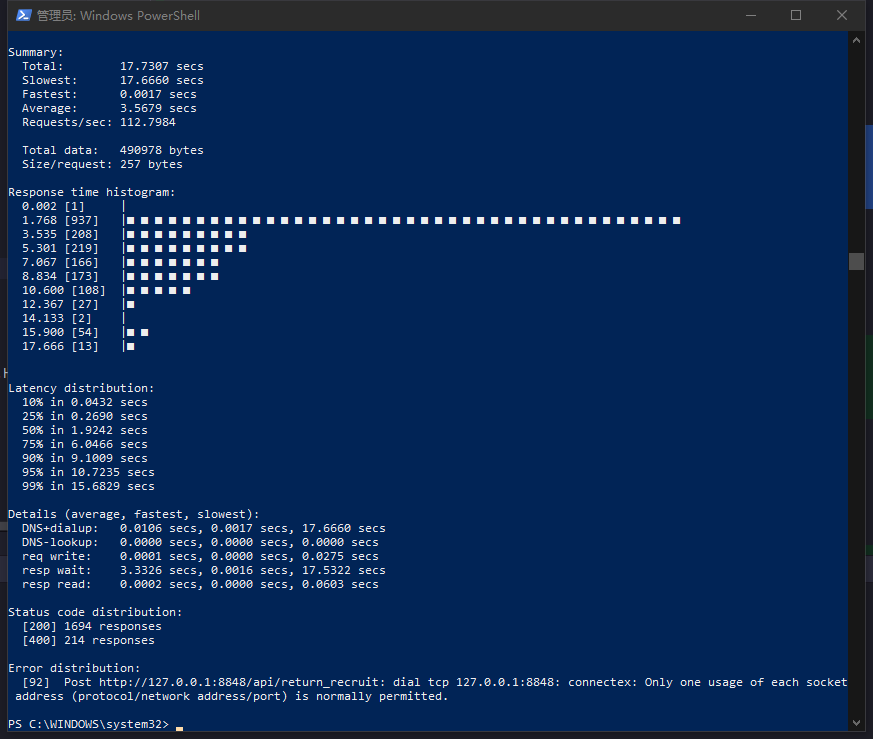 管理员: Windows PowerShell
Summary:
Total: 17.7307 secs
Slowest: 17.6660 secs
Fastest: 0.0017 secs
Average: 3.5679 secs
Requests/sec: 112.7984
Total data: 490978 bytes
Size/request: 257 bytes
Response time histogram:
0.002 [1] |
1.768 [937] |■■■■■■■■■■■■■■■■■■■■■■■■■■■■■■■■■■■■■■■■
3.535 [208] |■■■■■■■■■
5.301 [219] |■■■■■■■■■
7.067 [166] |■■■■■■■
8.834 [173] |■■■■■■■
10.600 [108] |■■■■■
12.367 [27] |■
14.133 [2] |
15.900 [54] |■■
17.666 [13] |■
Latency distribution:
10% in 0.0432 secs
25% in 0.2690 secs
50% in 1.9242 secs
75% in 6.0466 secs
90% in 9.1009 secs
95% in 10.7235 secs
99% in 15.6829 secs
Details (average, fastest, slowest):
DNS+dialup: 0.0106 secs, 0.0017 secs, 17.6660 secs
DNS-lookup: 0.0000 secs, 0.0000 secs, 0.0000 secs
req write: 0.0001 secs, 0.0000 secs, 0.0275 secs
resp wait: 3.3326 secs, 0.0016 secs, 17.5322 secs
resp read: 0.0002 secs, 0.0000 secs, 0.0603 secs
Status code distribution:
[200] 1694 responses
[400] 214 responses
Error distribution:
[92] Post http://127.0.0.1:8848/api/return_recruit: dial tcp 127.0.0.1:8848: connectex: Only one usage of each socket
address (protocol/network address/port) is normally permitted.
PS C:\WINDOWS\system32>